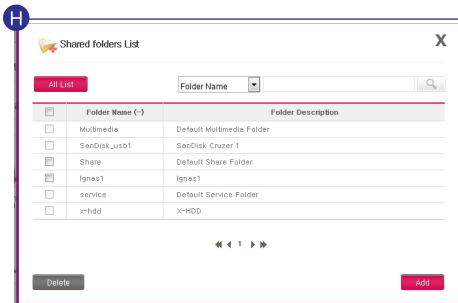 H
Shared folders List
X
All List
Folder Name
Folder Name (-) Folder Description
Multimedia Default Multimedia Folder
SanDisk_usb1 SanDisk Cruzer 1
Share Default Share Folder
Ignas1 Ignas1
service Default Service Folder
x-hdd X-HDD
1
Delete
Add